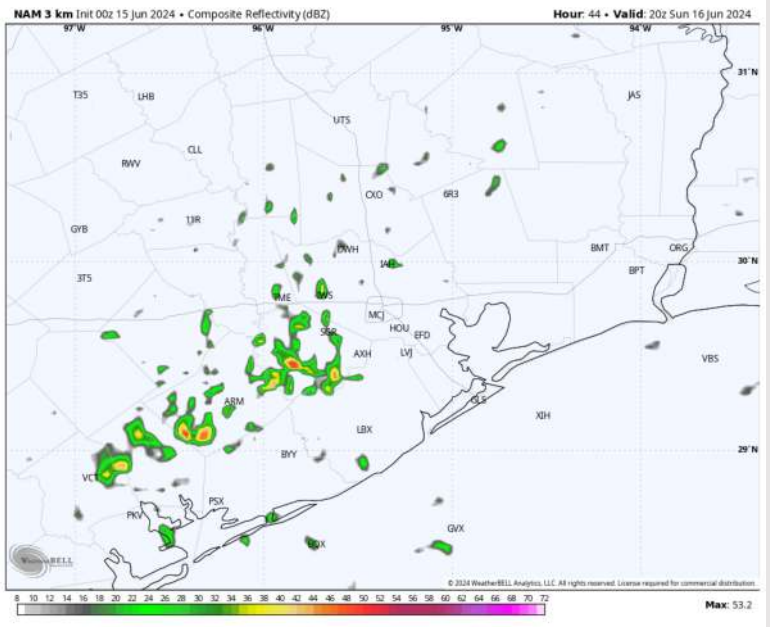 NAM 3 km Init 00z 15 Jun 2024 • Composite Reflectivity (dBZ) Hour: 44 • Valid: 20z Sun 16 Jun 2024
97°W 96°W 95°W 94°W
31°N
T35 LHB JAS
UTS
CLL
RWV
CXO 6R3
11R
GYB
DWH BMT ORG
30°N
IAH
3T5 BPT
TME IWS
MCJ
SGR HOU
EFD
AXH LVJ VBS
ARM GLS
XIH
LBX
29°N
BYY
VCT
PSX
PKV
GVX
BQX
WEATHERBELL
© 2024 WeatherBELL Analytics, LLC. All rights reserved. License required for commercial distribution.
8 10 12 14 16 18 20 22 24 26 28 30 32 34 36 38 40 42 44 46 48 50 52 54 56 58 60 62 64 66 68 70 72
Max: 53.2